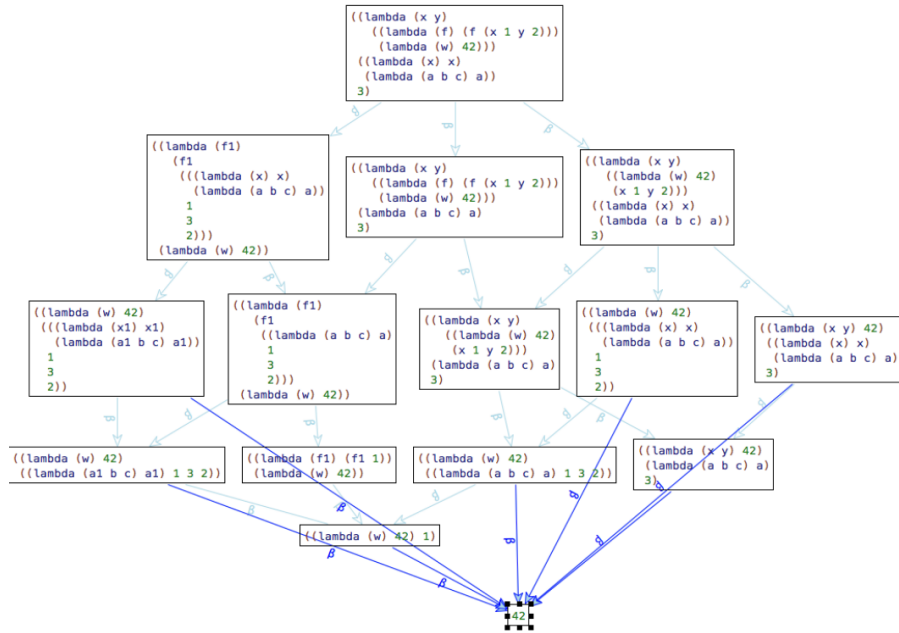 ((lambda (x y)
((lambda (f) (f (x 1 y 2)))
(lambda (w) 42)))
((lambda (x) x)
(lambda (a b c) a))
3)
β
β
β
((lambda (f1)
(f1
(((lambda (x) x)
(lambda (a b c) a))
1
3
2)))
(lambda (w) 42))
((lambda (x y)
((lambda (f) (f (x 1 y 2)))
(lambda (w) 42)))
(lambda (a b c) a)
3)
((lambda (x y)
((lambda (w) 42)
(x 1 y 2)))
((lambda (x) x)
(lambda (a b c) a))
3)
β
β
β
β
β
β
β
((lambda (w) 42)
(((lambda (x1) x1)
(lambda (a1 b c) a1))
1
3
2))
((lambda (f1)
(f1
((lambda (a b c) a)
1
3
2)))
(lambda (w) 42))
((lambda (x y)
((lambda (w) 42)
(x 1 y 2)))
(lambda (a b c) a)
3)
((lambda (w) 42)
(((lambda (x) x)
(lambda (a b c) a))
1
3
2))
((lambda (x y) 42)
((lambda (x) x)
(lambda (a b c) a))
3)
β
β
β
β
β
β
β
((lambda (w) 42)
((lambda (a1 b c) a1) 1 3 2))
((lambda (f1) (f1 1))
(lambda (w) 42))
((lambda (w) 42)
((lambda (a b c) a) 1 3 2))
((lambda (x y) 42)
(lambda (a b c) a)
3)
β
β
β
β
β
β
β
((lambda (w) 42) 1)
β
β
β
42